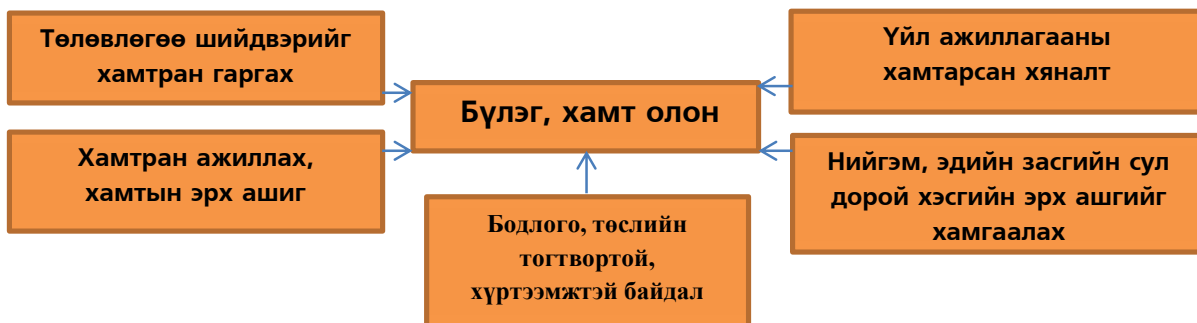 Төлөвлөгөө шийдвэрийг
хамтран гаргах
Үйл ажиллагааны
хамтарсан хяналт
Бүлэг, хамт олон
Хамтран ажиллах,
хамтын эрх ашиг
Нийгэм, эдийн засгийн сул
дорой хэсгийн эрх ашгийг
хамгаалах
Бодлого, төслийн
тогтвортой,
хүртээмжтэй байдал